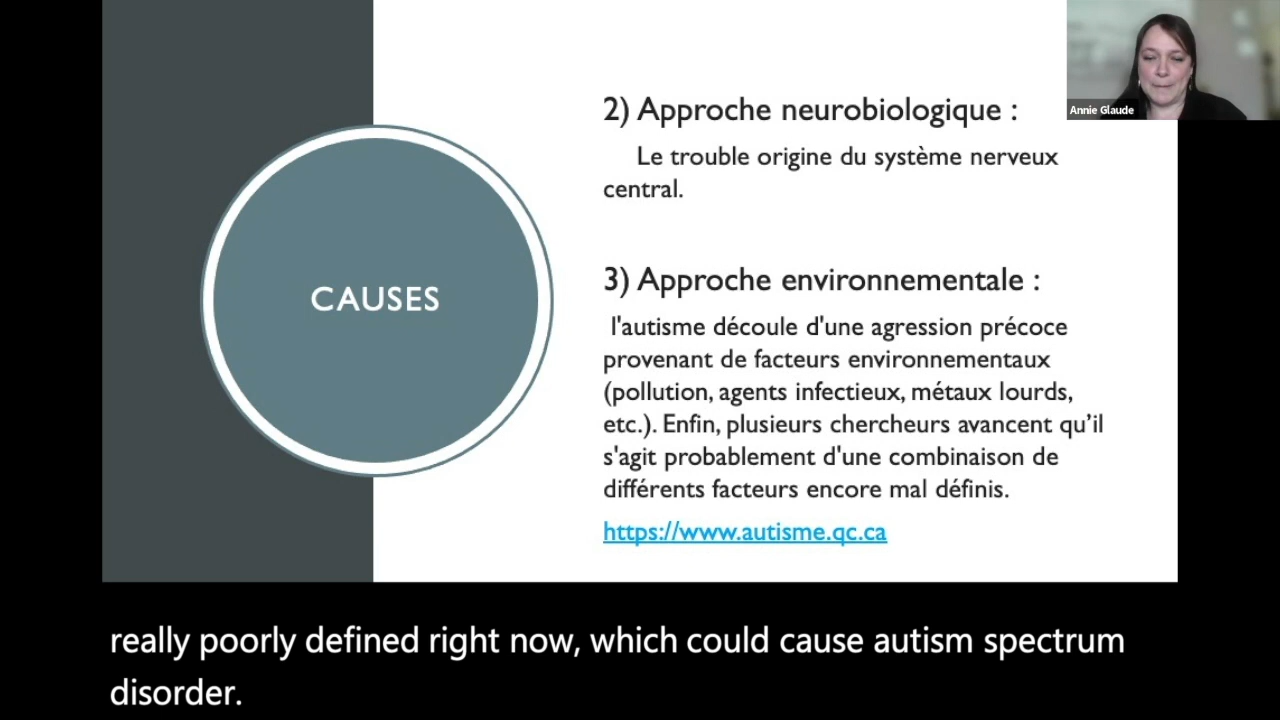 Annie Glaude
2) Approche neurobiologique :
Le trouble origine du système nerveux
central.
CAUSES
3) Approche environnementale :
l'autisme découle d'une agression précoce
provenant de facteurs environnementaux
(pollution, agents infectieux, métaux lourds,
etc.). Enfin, plusieurs chercheurs avancent qu’il
s'agit probablement d'une combinaison de
différents facteurs encore mal définis.
https://www.autisme.qc.ca
really poorly defined right now, which could cause autism spectrum
disorder.